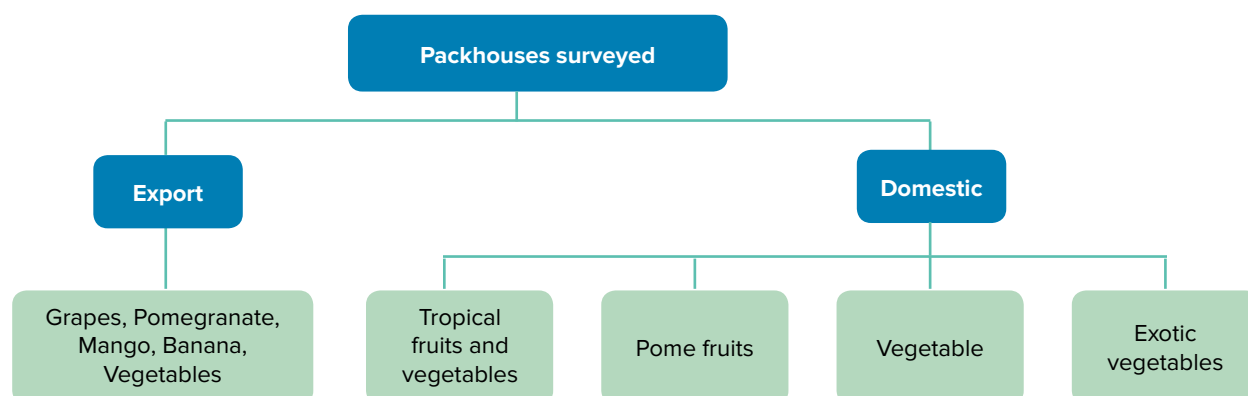 Packhouses surveyed
Export
Domestic
Grapes, Pomegranate,
Mango, Banana,
Vegetables
Tropical
fruits and
vegetables
Pome fruits
Vegetable
Exotic
vegetables